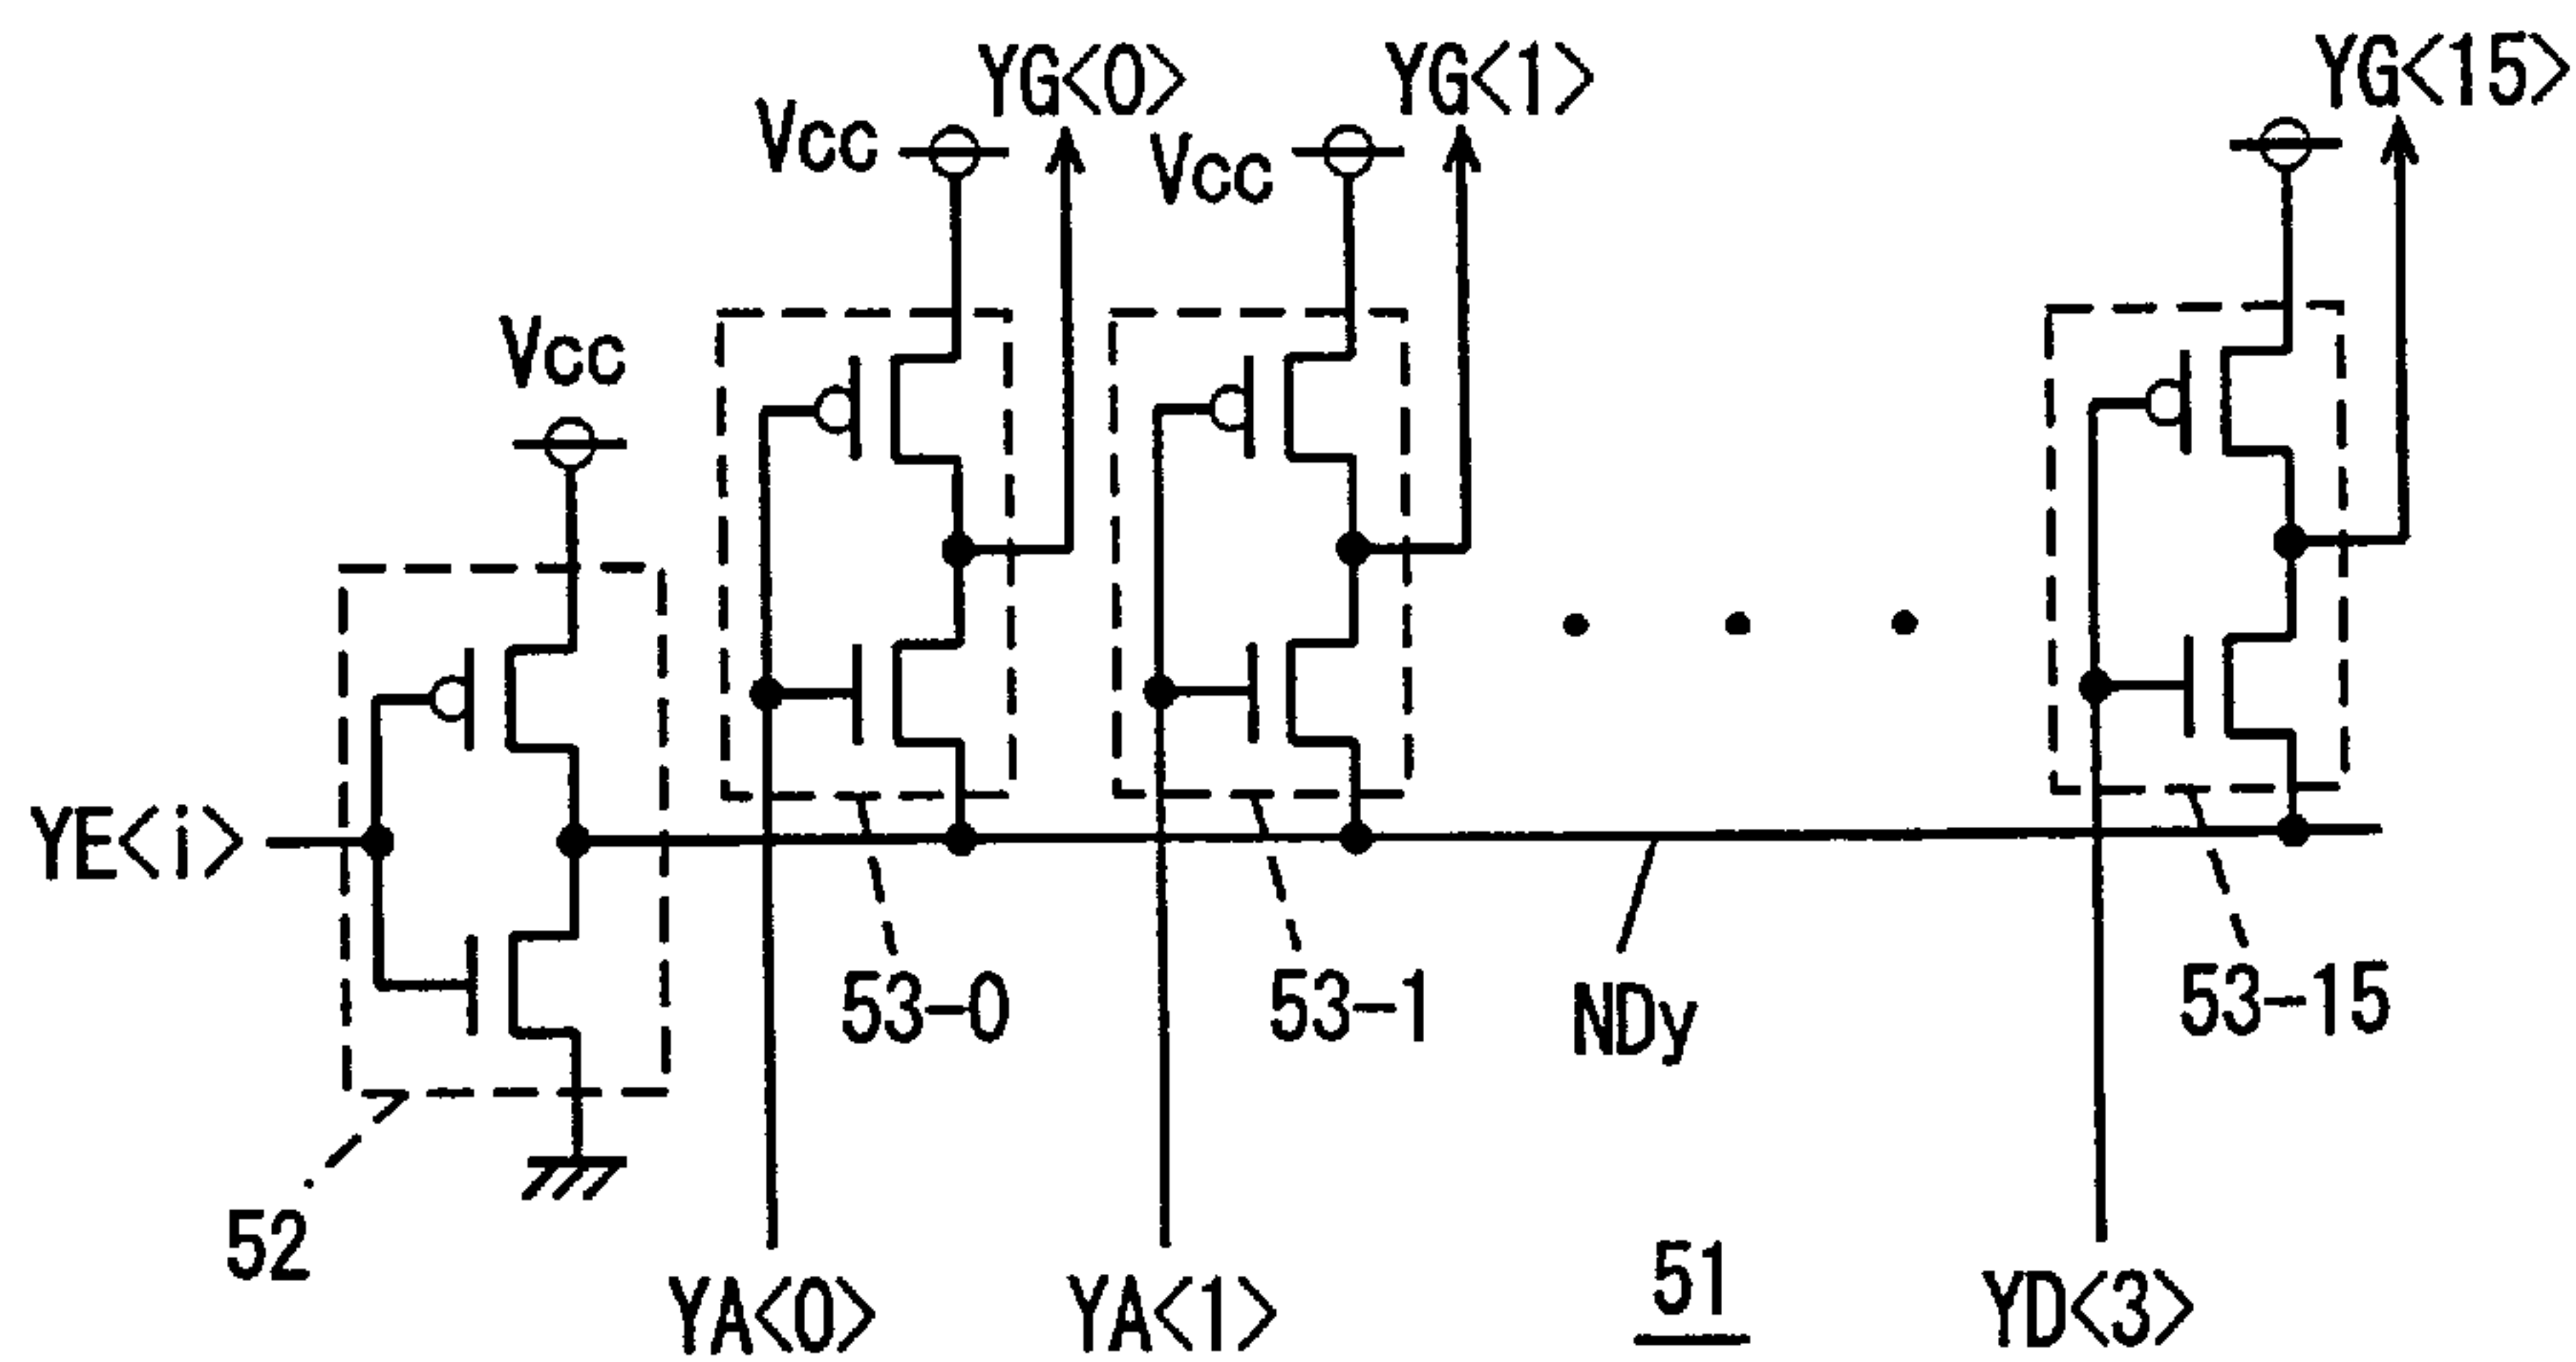 YG<0>
YG<1>
YG<15>
Vcc
Vcc
Vcc
YE<i>
53-0
53-1
NDy
53-15
52
YA<0>
YA<1>
51
YD<3>